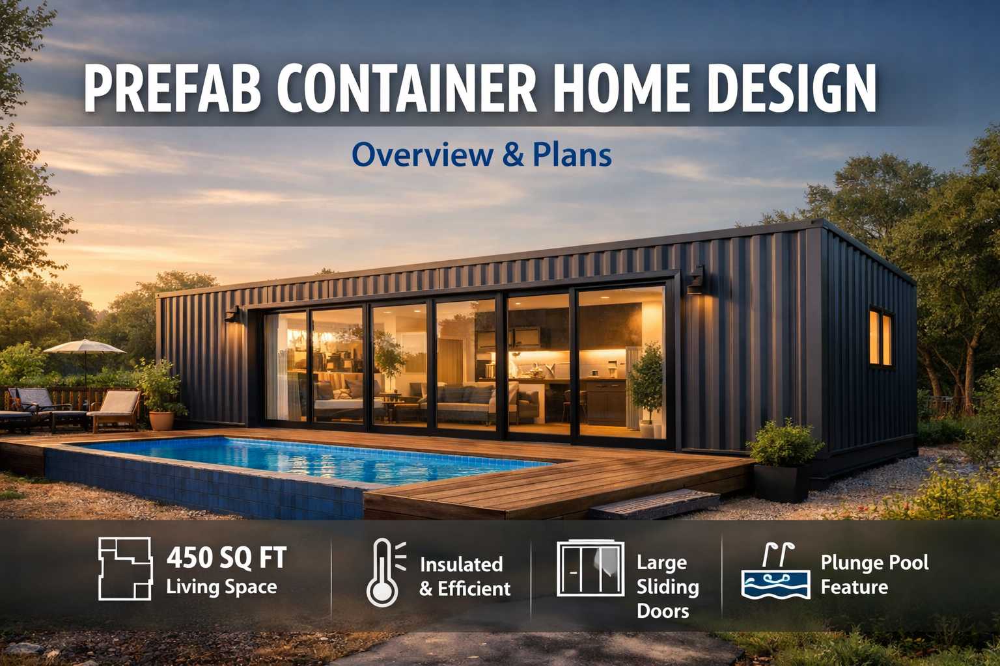 PREFAB CONTAINER HOME DESIGN
Overview & Plans
450 SQ FT
Living Space
Insulated
& Efficient
Large
Sliding
Doors
Plunge Pool
Feature